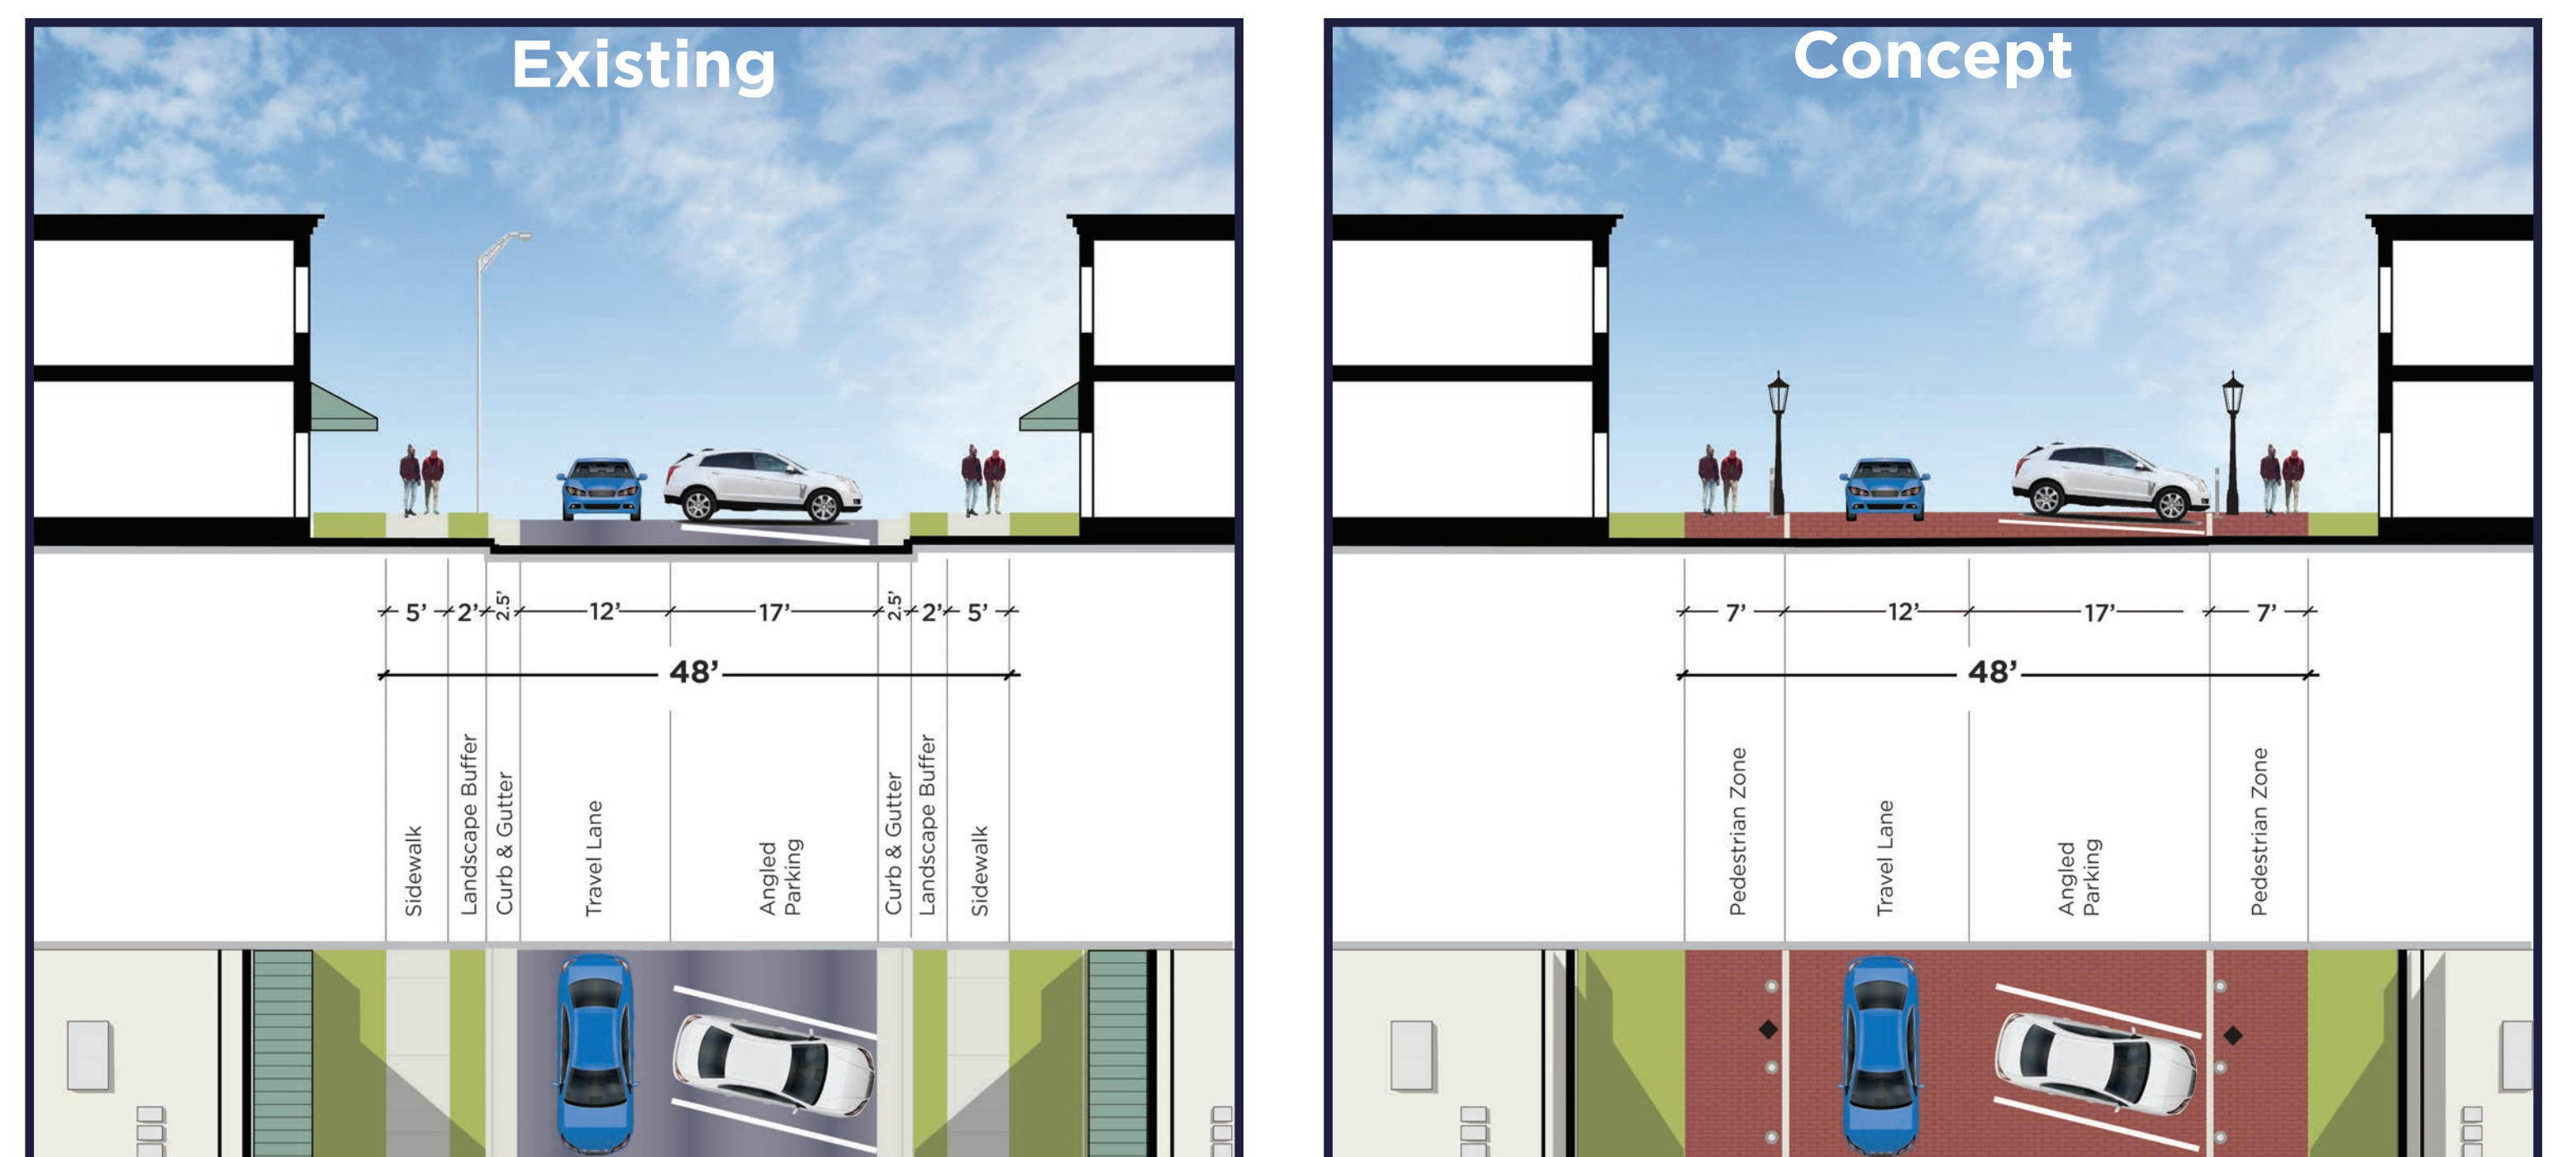 Existing
5' 2' 2.5' 12' 17' 2.5' 2' 5'
48'
Sidewalk
Landscape Buffer
Curb & Gutter
Travel Lane
Angled
Parking
Curb & Gutter
Landscape Buffer
Sidewalk
Concept
7' 12' 17' 7'
48'
Pedestrian Zone
Travel Lane
Angled
Parking
Pedestrian Zone